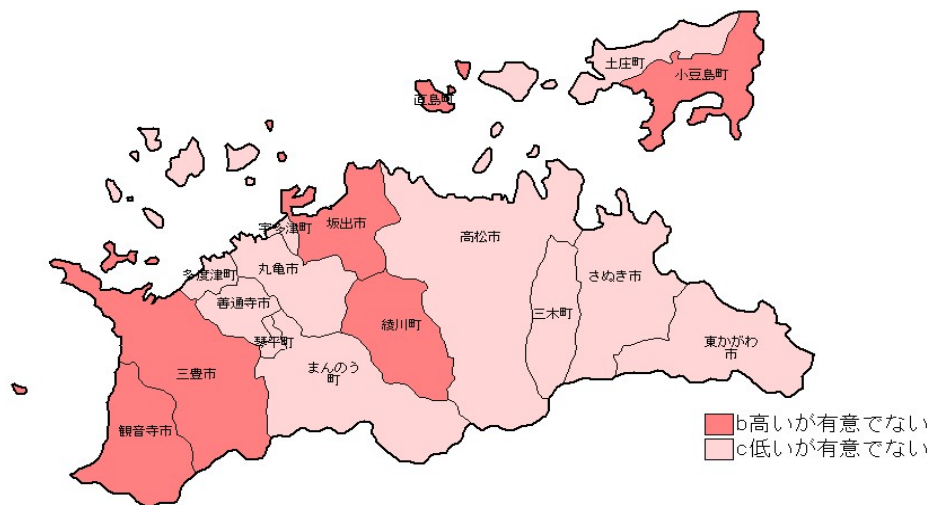 土庄町
小豆島町
直島町
宇多津町
坂出市
高松市
多度津町
丸亀市
さぬき市
善通寺市
三木町
綾川町
琴平町
東かがわ
市
まんのう
町
三豊市
観音寺市
b高いが有意でない
c低いが有意でない